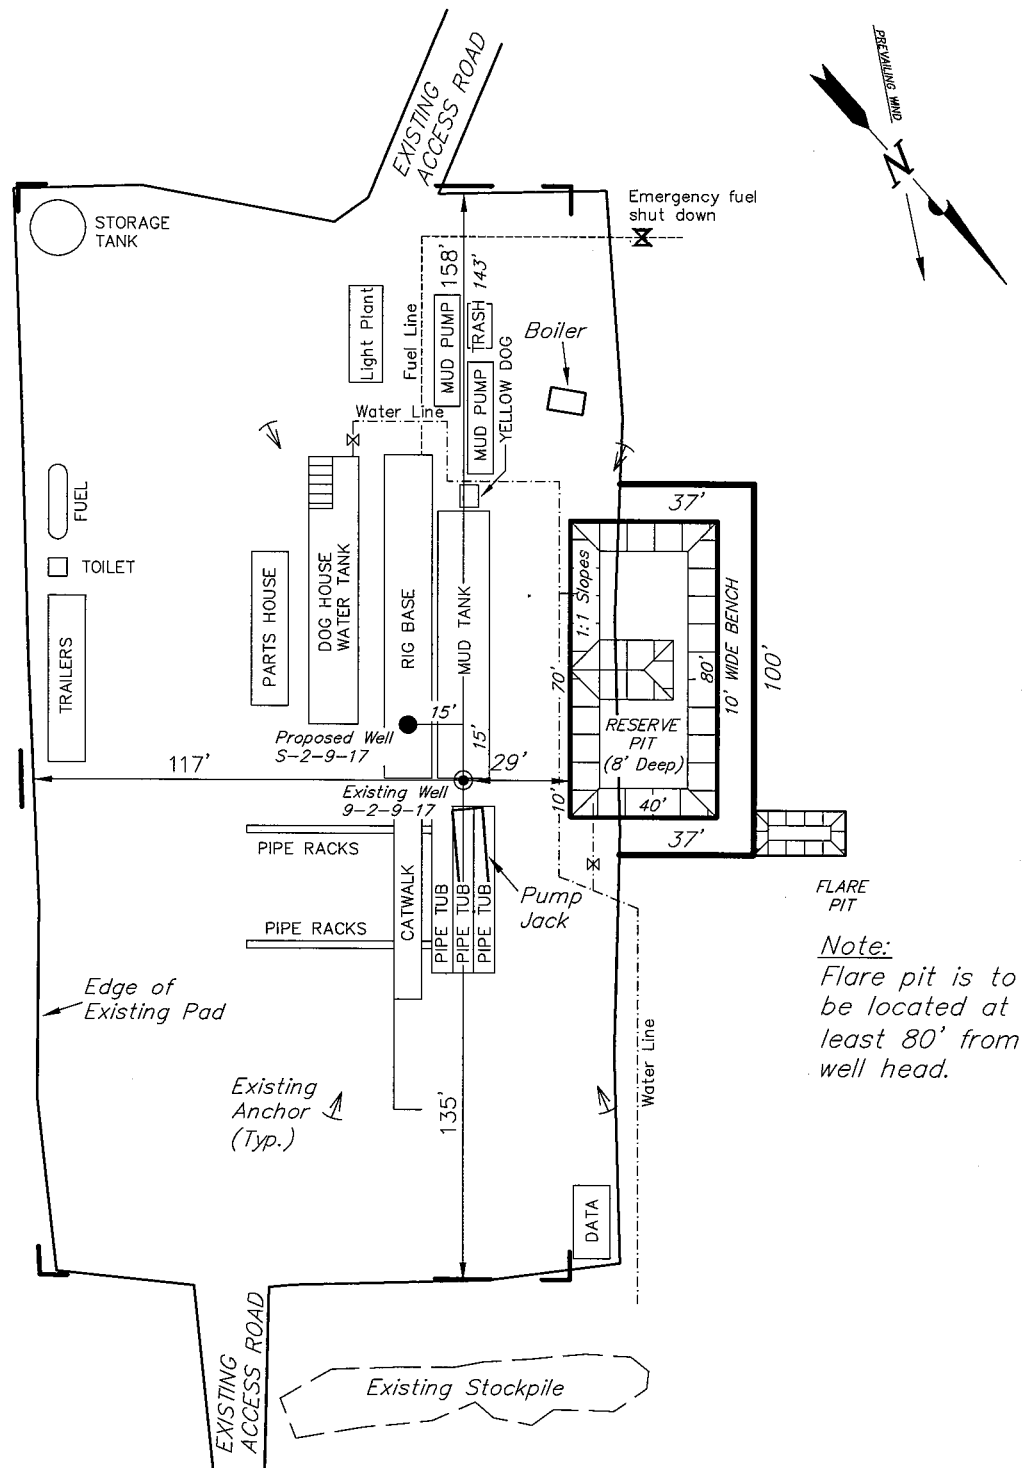 EXISTING
ACCESS ROAD
PREVAILING WIND
N
STORAGE
TANK
Emergency fuel
shut down
158'
143'
Light Plant
Fuel Line
MUD PUMP
TRASH
MUD PUMP
YELLOW DOG
Boiler
Water Line
FUEL
TOILET
TRAILERS
PARTS HOUSE
DOG HOUSE
WATER TANK
RIG BASE
MUD TANK
37'
1:1 Slopes
10' WIDE BENCH
100'
80'
70'
RESERVE
PIT
(8' Deep)
40'
10'
37'
15'
15'
Proposed Well
S-2-9-17
117'
29'
Existing Well
9-2-9-17
PIPE RACKS
CATWALK
PIPE TUB
PIPE TUB
PIPE TUB
Pump
Jack
PIPE RACKS
FLARE
PIT
Note:
Flare pit is to
be located at
least 80' from
well head.
Edge of
Existing Pad
Existing
Anchor
(Typ.)
135'
Water Line
DATA
EXISTING
ACCESS ROAD
Existing Stockpile